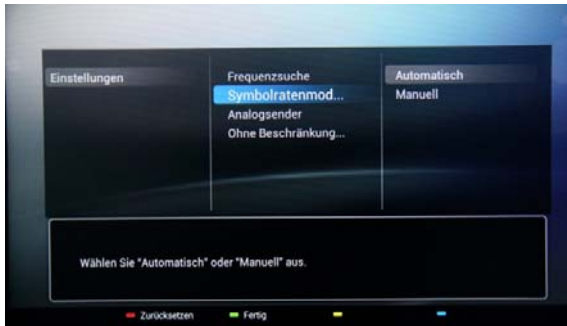 Einstellungen
Frequenzsuche
Symbolratenmod...
Analogsender
Ohne Beschränkung...
Automatisch
Manuell
Wählen Sie "Automatisch" oder "Manuell" aus.
Zurücksetzen Fertig